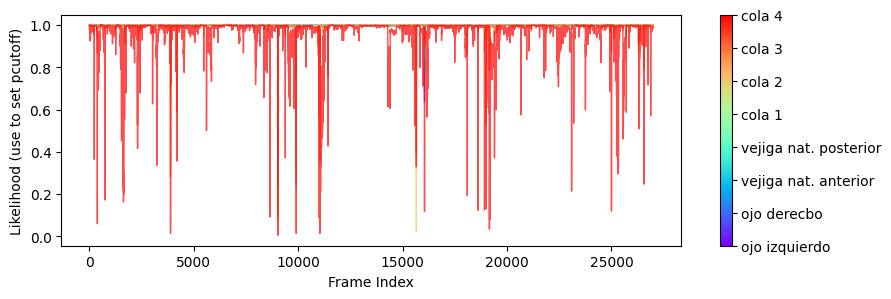 Likelihood (use to set pcutoff)
1.0
0.8
0.6
0.4
0.2
0.0
0
5000
10000
15000
20000
25000
Frame Index
cola 4
cola 3
cola 2
cola 1
vejiga nat. posterior
vejiga nat. anterior
ojo derecbo
ojo izquierdo